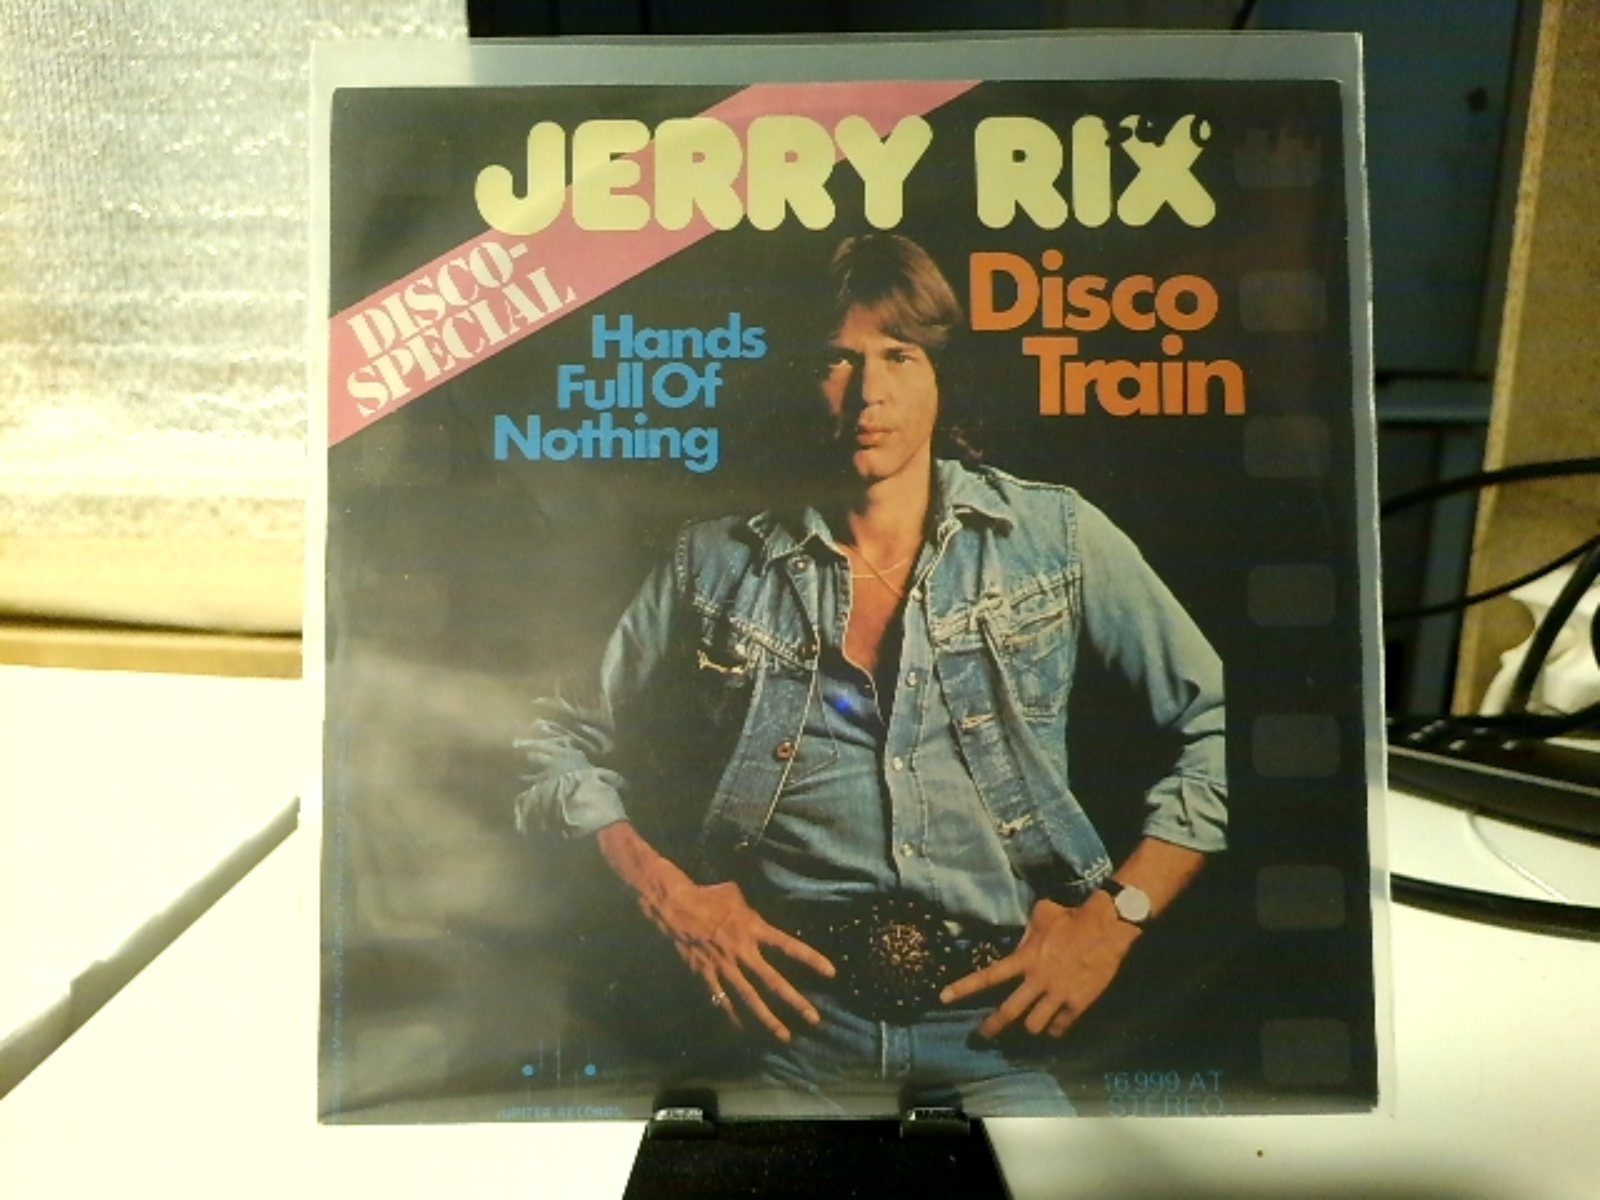 JERRY RIX
DISCO-
SPECIAL
Hands
Full Of
Nothing
Disco
Train
JUPITER RECORDS
16 999 AT
STEREO